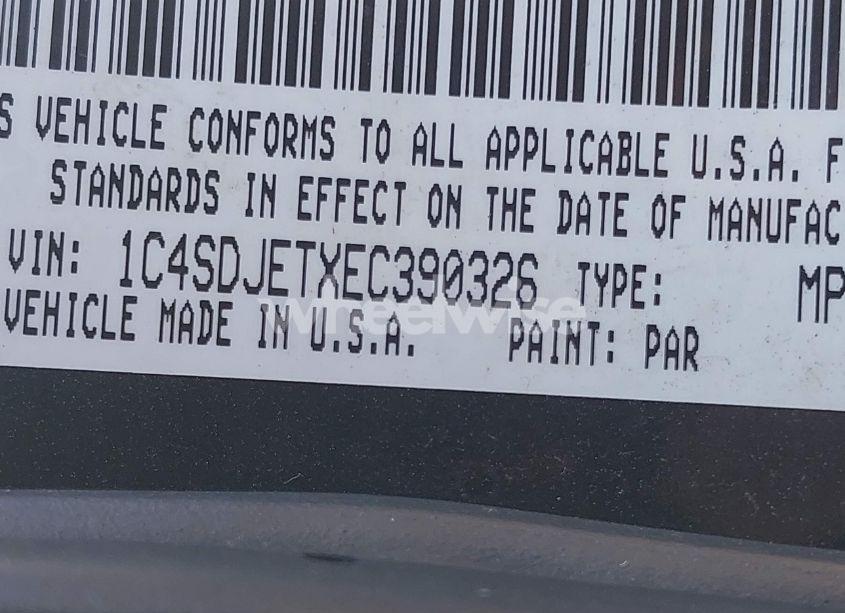 S VEHICLE CONFORMS TO ALL APPLICABLE U.S.A. F
STANDARDS IN EFFECT ON THE DATE OF MANUFAC
VIN: 1C4SDJETXEC390326 TYPE: MP
wheelwise
VEHICLE MADE IN U.S.A. PAINT: PAR